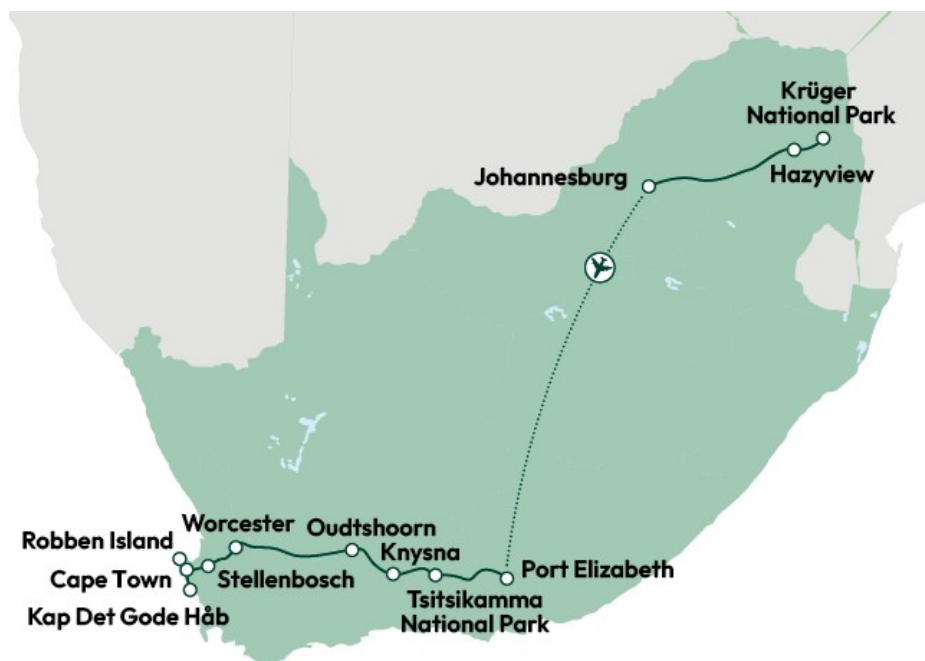 Krüger
National Park
Johannesburg
Hazyview
Worcester
Oudtshoorn
Robben Island
Knysna
Cape Town
Stellenbosch
Port Elizabeth
Kap Det Gode Håb
Tsitsikamma
National Park